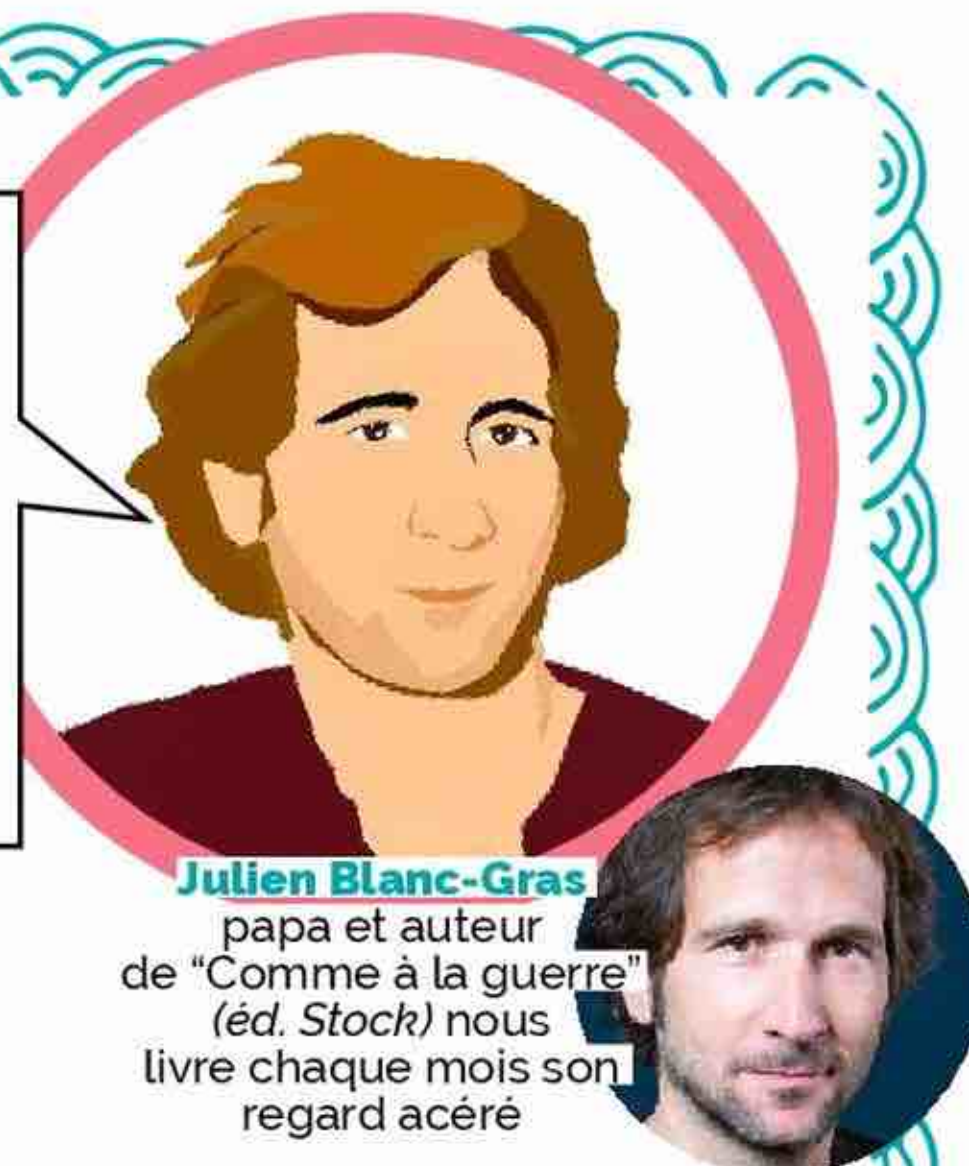 Julien Blanc-Gras
papa et auteur
de “Comme à la guerre”
(éd. Stock) nous
livre chaque mois son
regard acéré